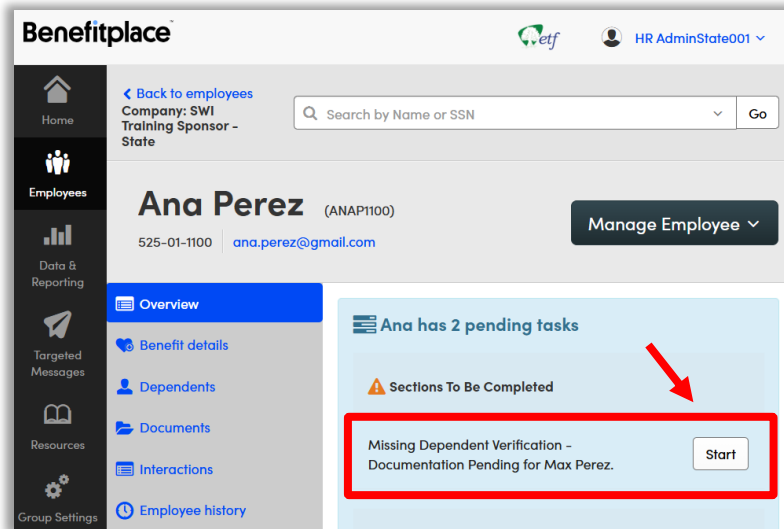 Benefitplace
etf
HR AdminState001
Home
Employees
Data &
Reporting
Targeted
Messages
Resources
Group Settings
Back to employees
Company: SWI
Training Sponsor -
State
Search by Name or SSN
Go
Ana Perez (ANAP1100)
525-01-1100 ana.perez@gmail.com
Manage Employee
Overview
Benefit details
Dependents
Documents
Interactions
Employee history
Ana has 2 pending tasks
Sections To Be Completed
Missing Dependent Verification -
Documentation Pending for Max Perez.
Start